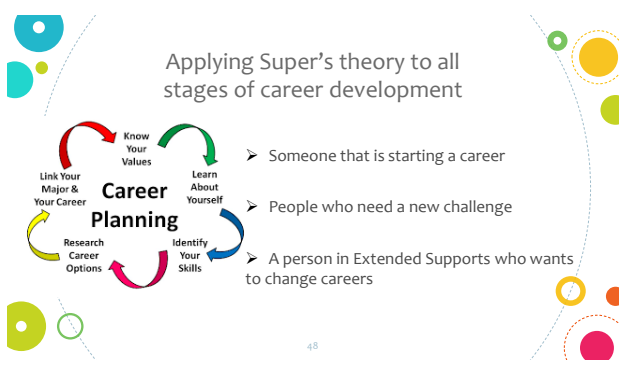 Applying Super's theory to all
stages of career development
Know
Your
Values
Learn
About
Yourself
Identify
Your
Skills
Research
Career
Options
Link Your
Major &
Your Career
Career
Planning
➢ Someone that is starting a career
➢ People who need a new challenge
➢ A person in Extended Supports who wants
to change careers
48